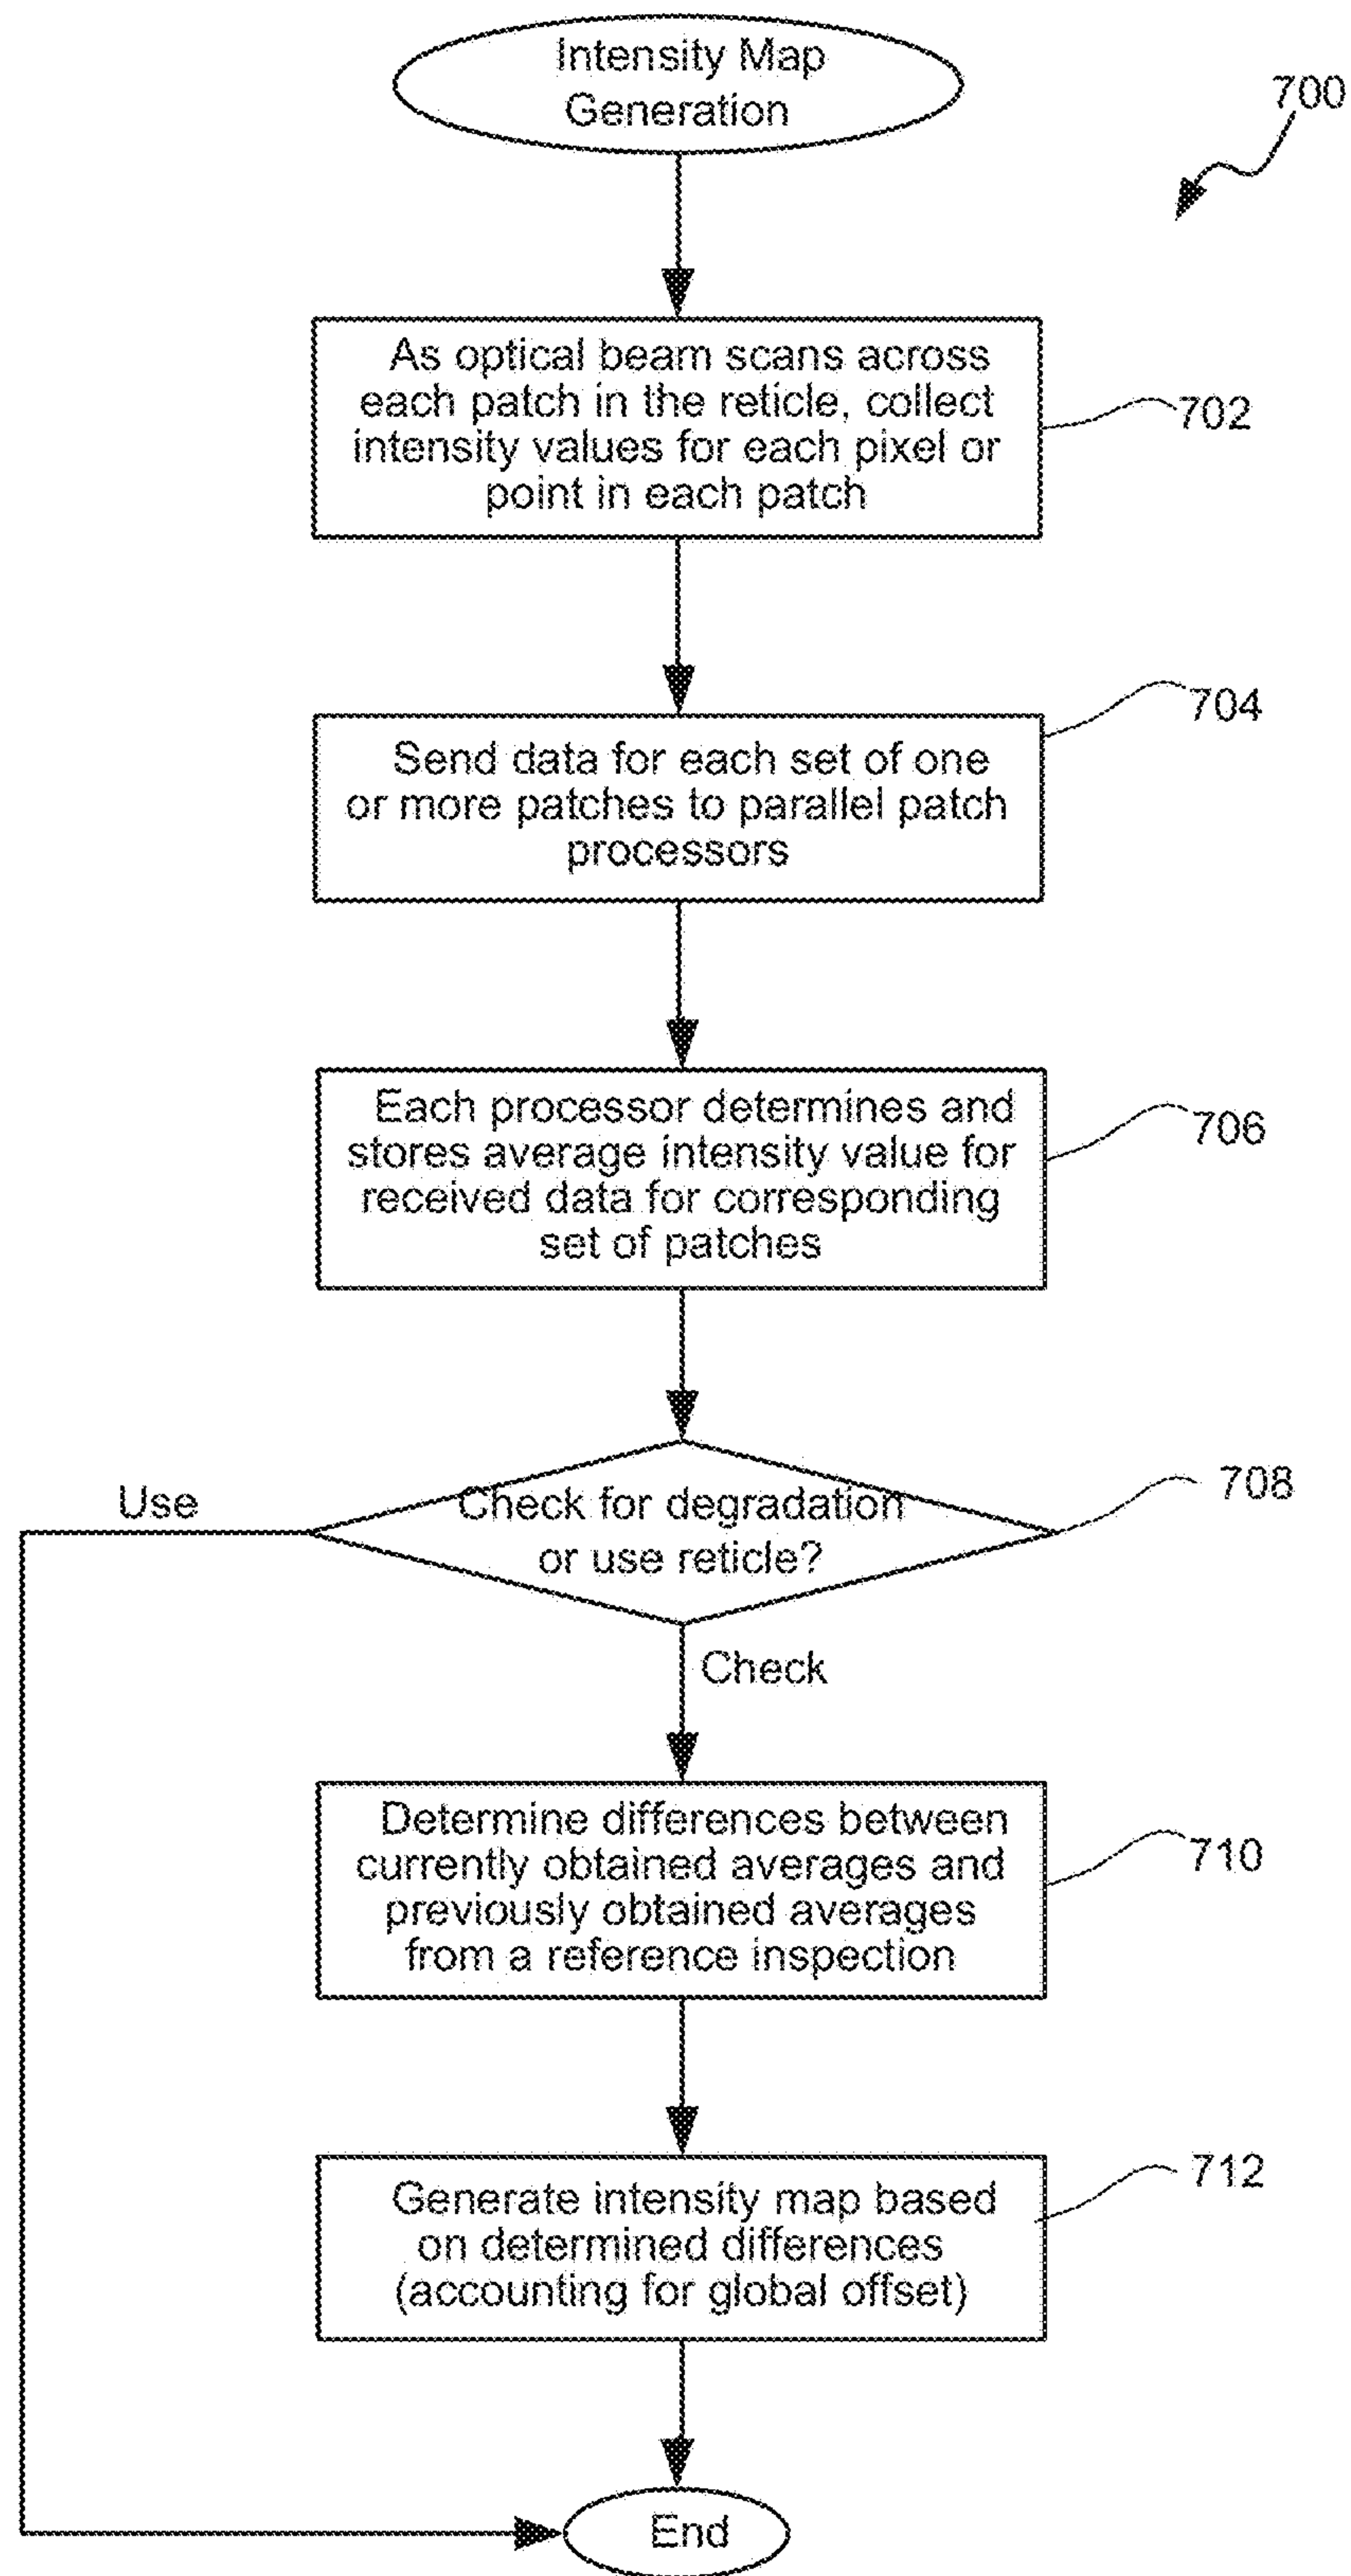 Intensity Map
Generation
700
As optical beam scans across
each patch in the reticle, collect
intensity values for each pixel or
point in each patch
702
704
Send data for each set of one
or more patches to parallel patch
processors
Each processor determines and
stores average intensity value for
received data for corresponding
set of patches
706
Use
Check for degradation
or use reticle?
708
Check
Determine differences between
currently obtained averages and
previously obtained averages
from a reference inspection
710
Generate intensity map based
on determined differences
(accounting for global offset)
712
End